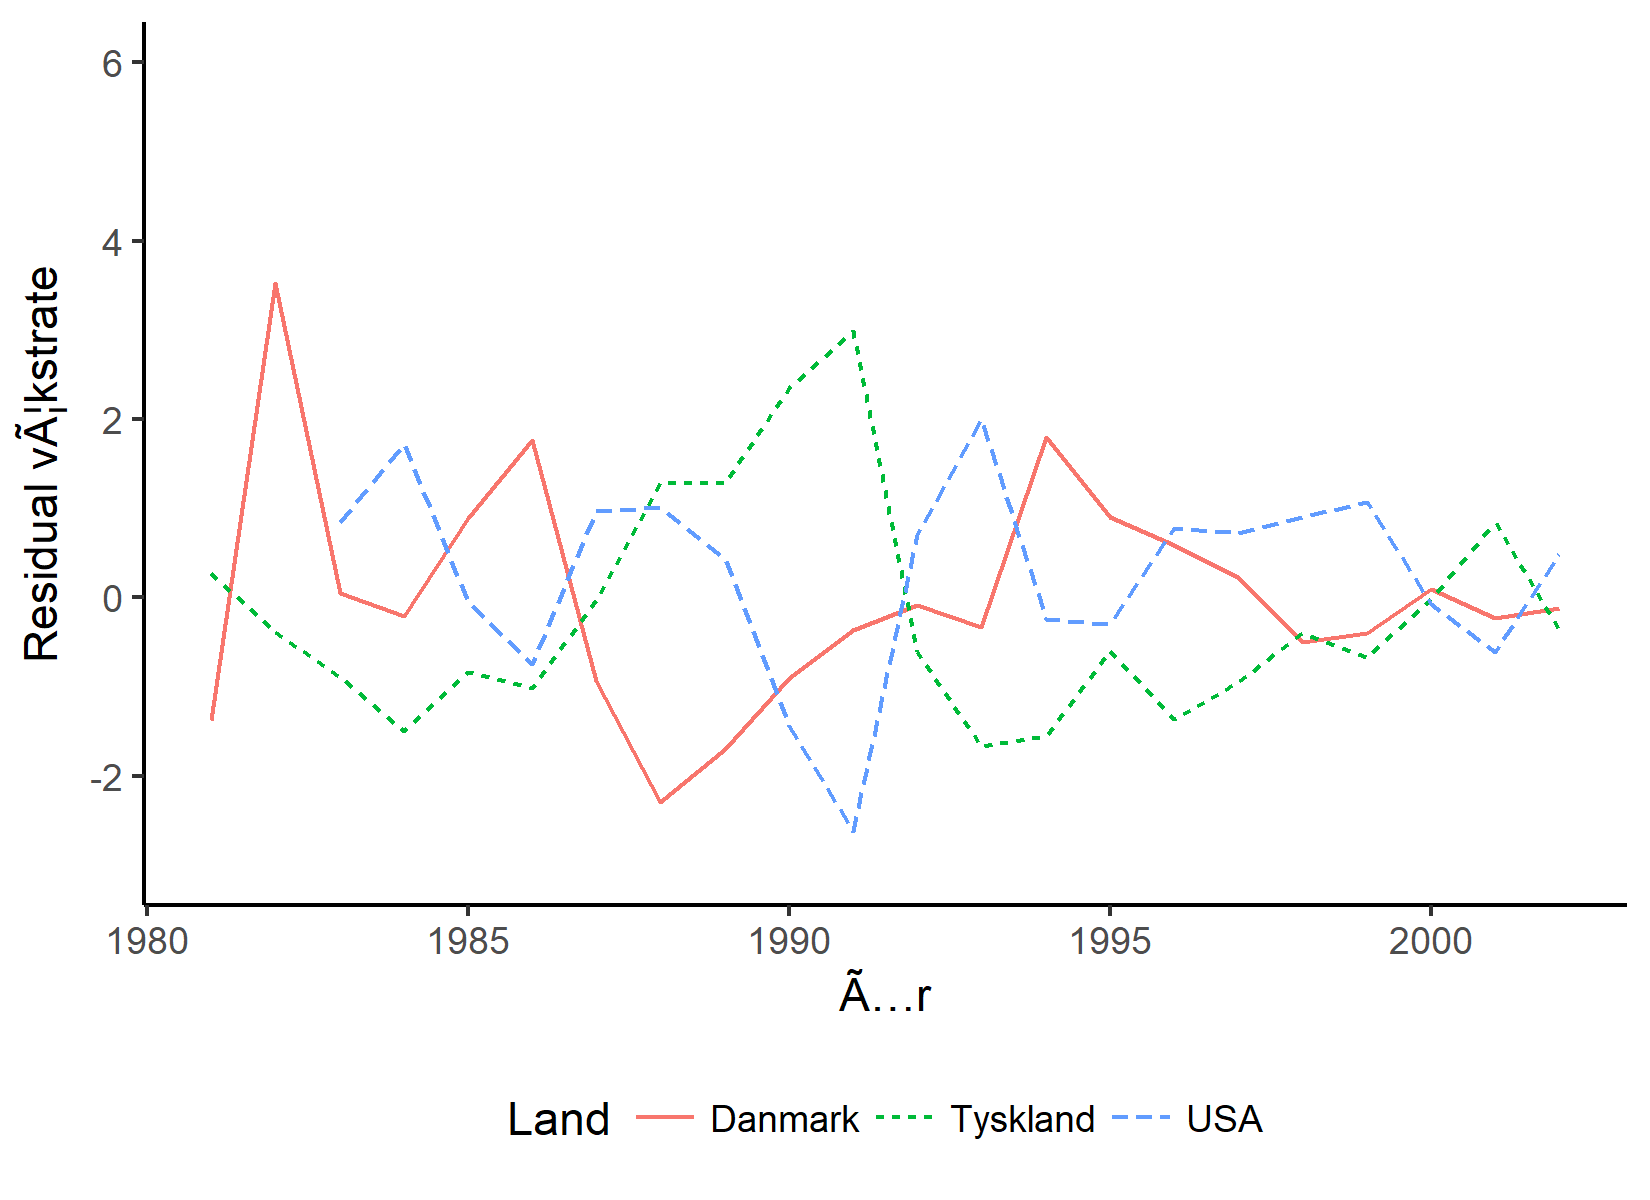 6
4
2
0
-2
Residual vÃ¦kstrate
1980 1985 1990 1995 2000
Ã…r
Land Danmark Tyskland USA